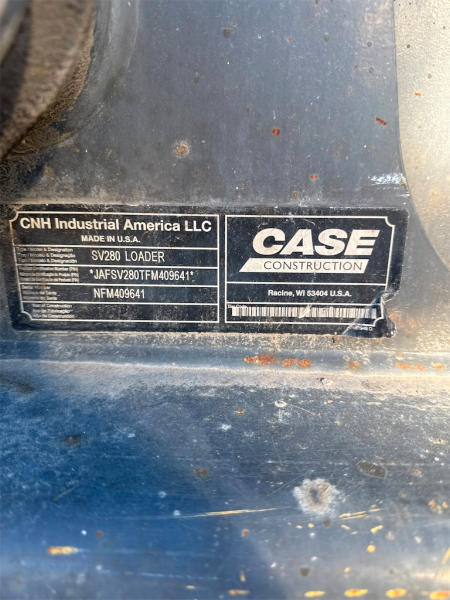 CNH Industrial America LLC
MADE IN U.S.A.
SV280 LOADER
*JAFSV280TFM409641*
NFM409641
CASE
CONSTRUCTION
Racine, WI 53404 U.S.A.